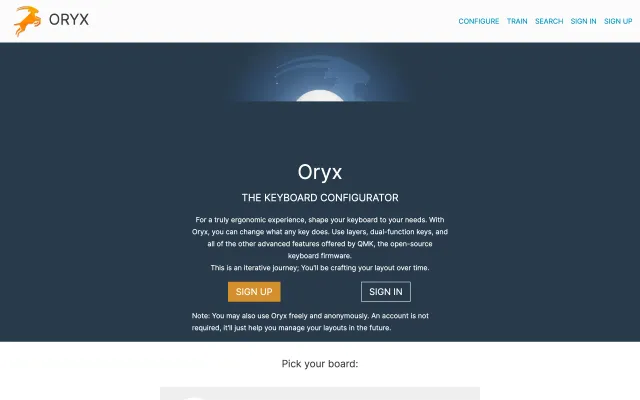 ORYX
CONFIGURE TRAIN SEARCH SIGN IN SIGN UP
Oryx
THE KEYBOARD CONFIGURATOR
For a truly ergonomic experience, shape your keyboard to your needs. With
Oryx, you can change what any key does. Use layers, dual-function keys, and
all of the other advanced features offered by QMK, the open-source
keyboard firmware.
This is an iterative journey; You'll be crafting your layout over time.
SIGN UP
SIGN IN
Note: You may also use Oryx freely and anonymously. An account is not
required, it'll just help you manage your layouts in the future.
Pick your board: